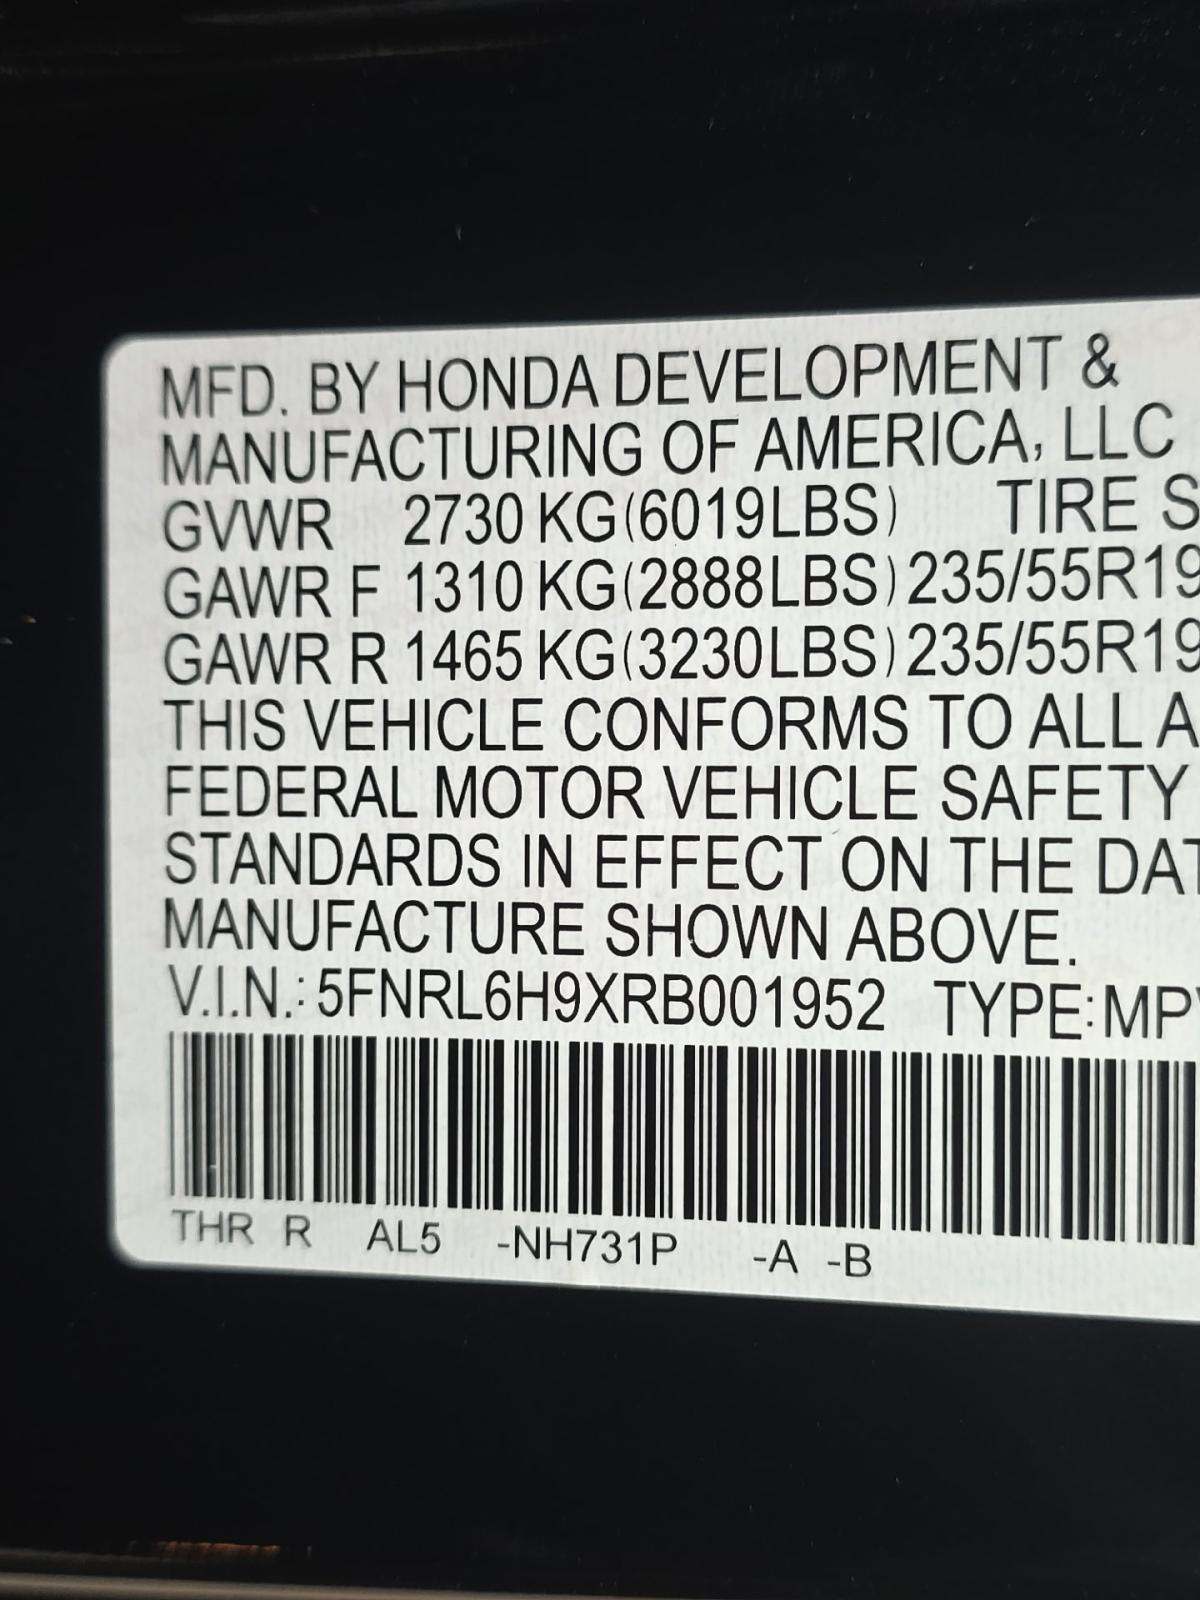 MFD. BY HONDA DEVELOPMENT &
MANUFACTURING OF AMERICA, LLC
GVWR 2730 KG(6019LBS) TIRE S
GAWR F 1310 KG(2888LBS) 235/55R19
GAWR R 1465 KG(3230LBS) 235/55R19
THIS VEHICLE CONFORMS TO ALL A
FEDERAL MOTOR VEHICLE SAFETY
STANDARDS IN EFFECT ON THE DAT
MANUFACTURE SHOWN ABOVE.
V.I.N.: 5FNRL6H9XRB001952 TYPE: MPV
THR R AL5 -NH731P -A -B